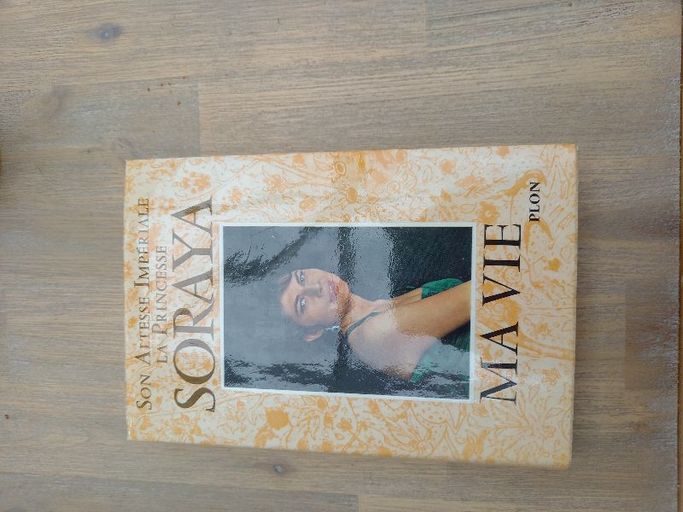 SON ALTESSE IMPÉRIALE
LA PRINCESSE
SORAYA
MA VIE
PLON